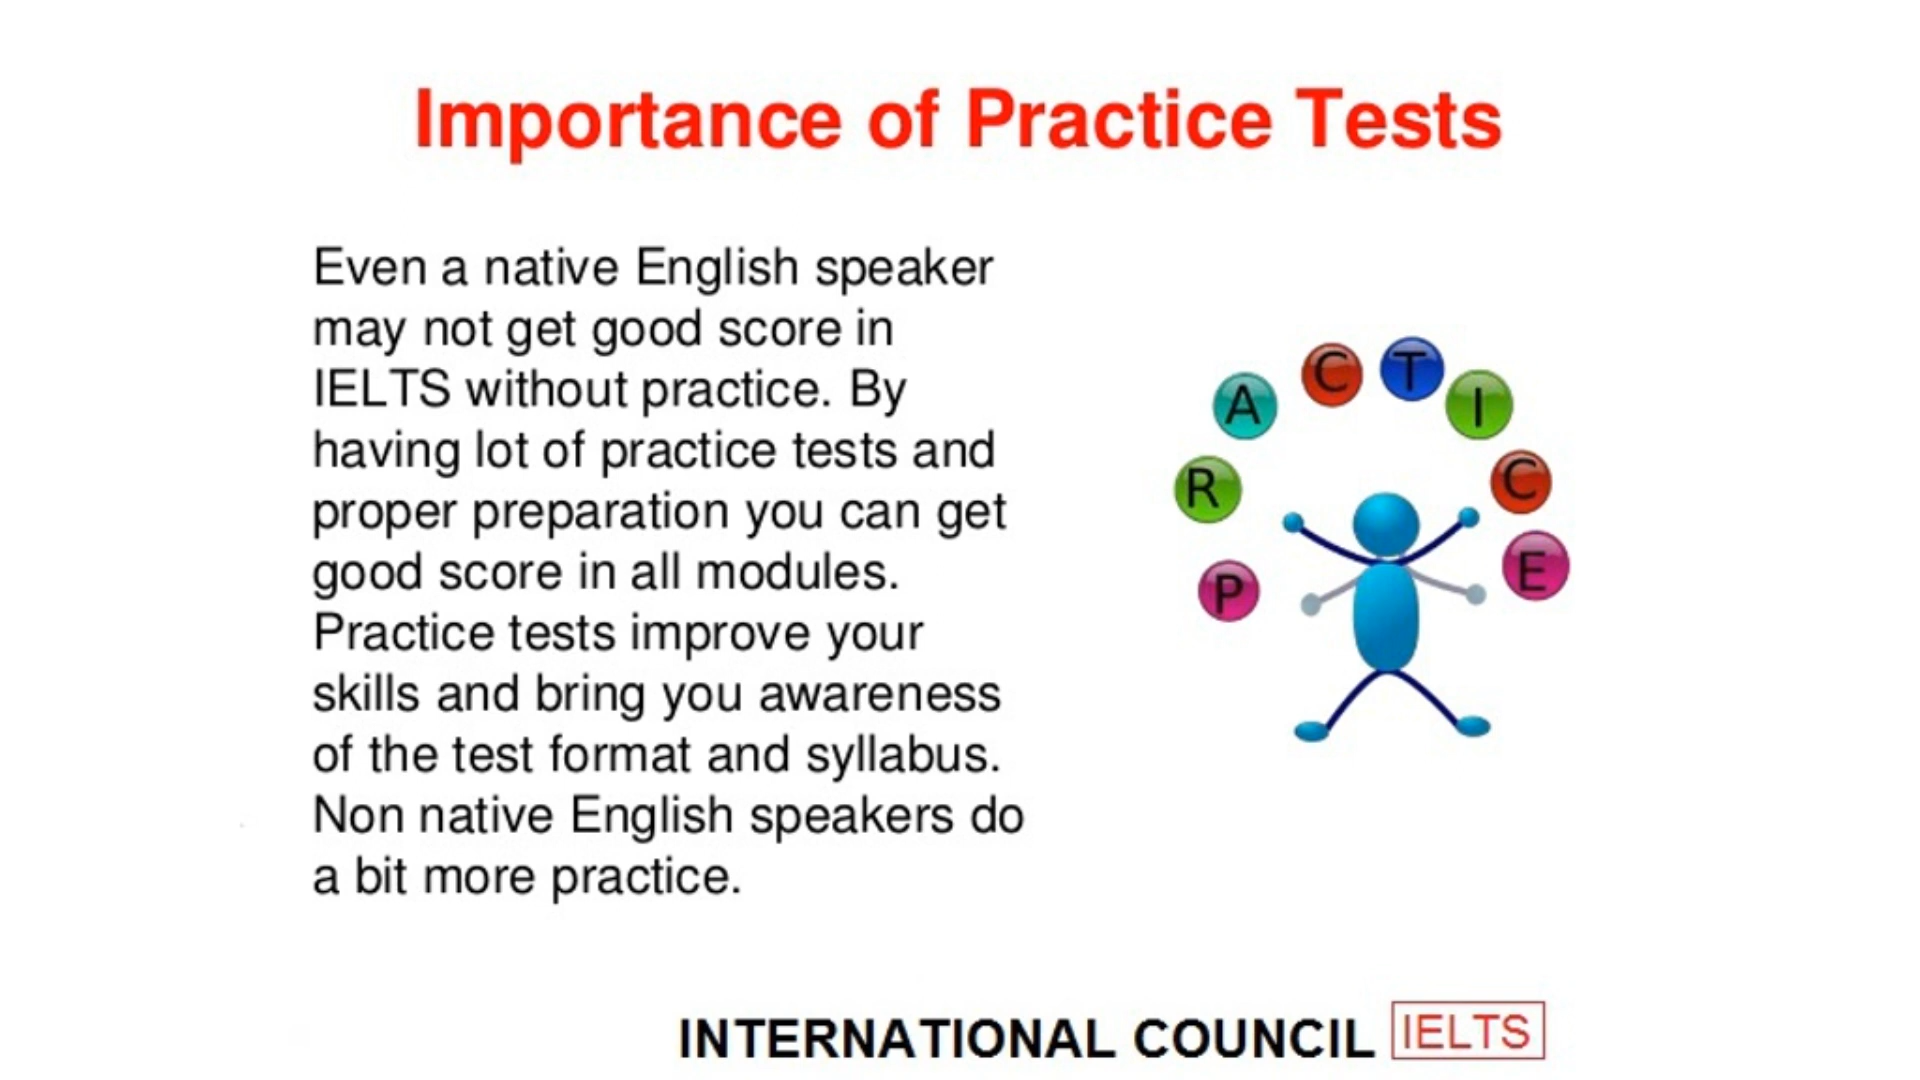 Importance of Practice Tests
Even a native English speaker
may not get good score in
IELTS without practice. By
having lot of practice tests and
proper preparation you can get
good score in all modules.
Practice tests improve your
skills and bring you awareness
of the test format and syllabus.
Non native English speakers do
a bit more practice.
P R A C T I C E
INTERNATIONAL COUNCIL IELTS